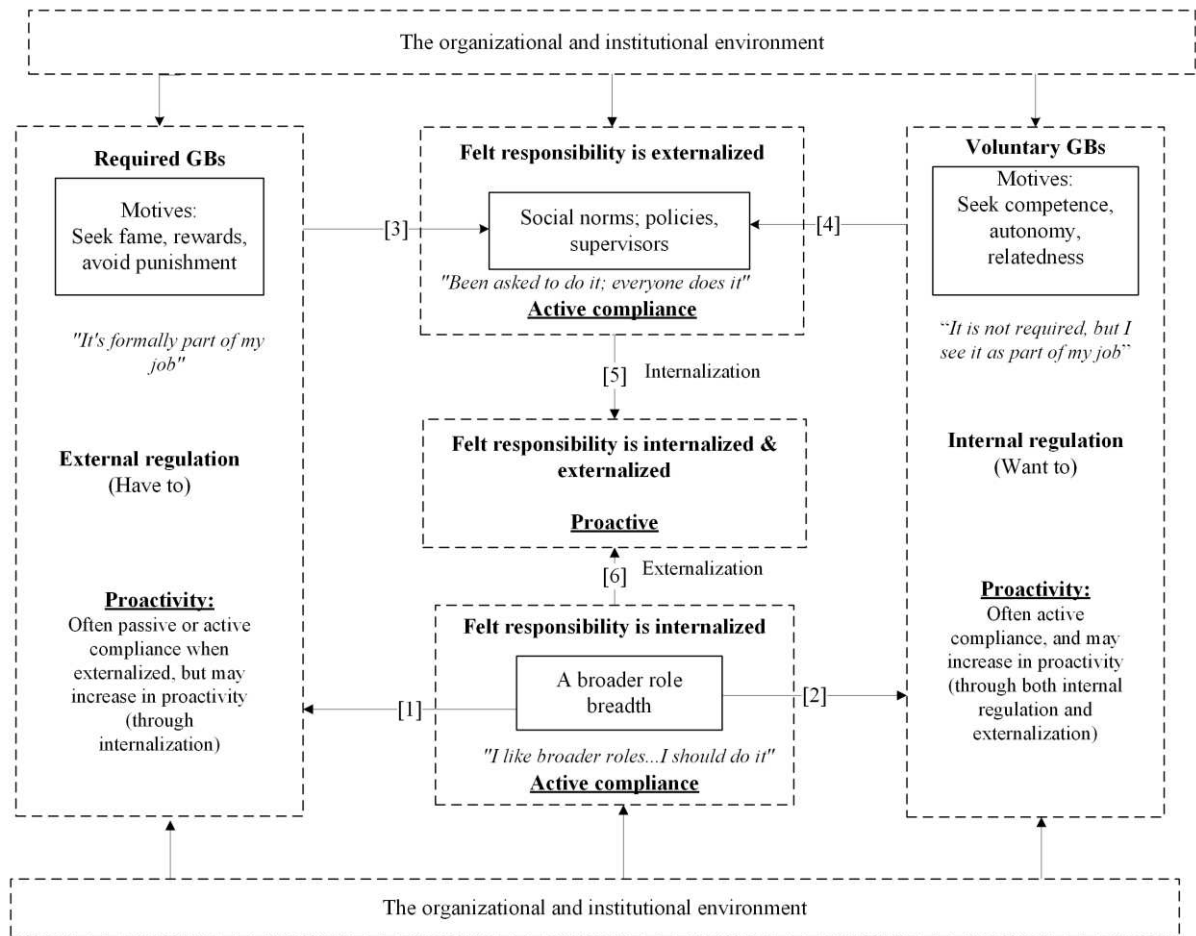 The organizational and institutional environment
Required GBs
Motives:
Seek fame, rewards,
avoid punishment
"It's formally part of my
job"
External regulation
(Have to)
Proactivity:
Often passive or active
compliance when
externalized, but may
increase in proactivity
(through
internalization)
[3]
Felt responsibility is externalized
Social norms; policies,
supervisors
"Been asked to do it; everyone does it"
Active compliance
[4]
[5] Internalization
Felt responsibility is internalized &
externalized
Proactive
[6] Externalization
Felt responsibility is internalized
A broader role
breadth
[1]
[2]
"I like broader roles...I should do it"
Active compliance
Voluntary GBs
Motives:
Seek competence,
autonomy,
relatedness
“It is not required, but I
see it as part of my job“
Internal regulation
(Want to)
Proactivity:
Often active
compliance, and may
increase in proactivity
(through both internal
regulation and
externalization)
The organizational and institutional environment